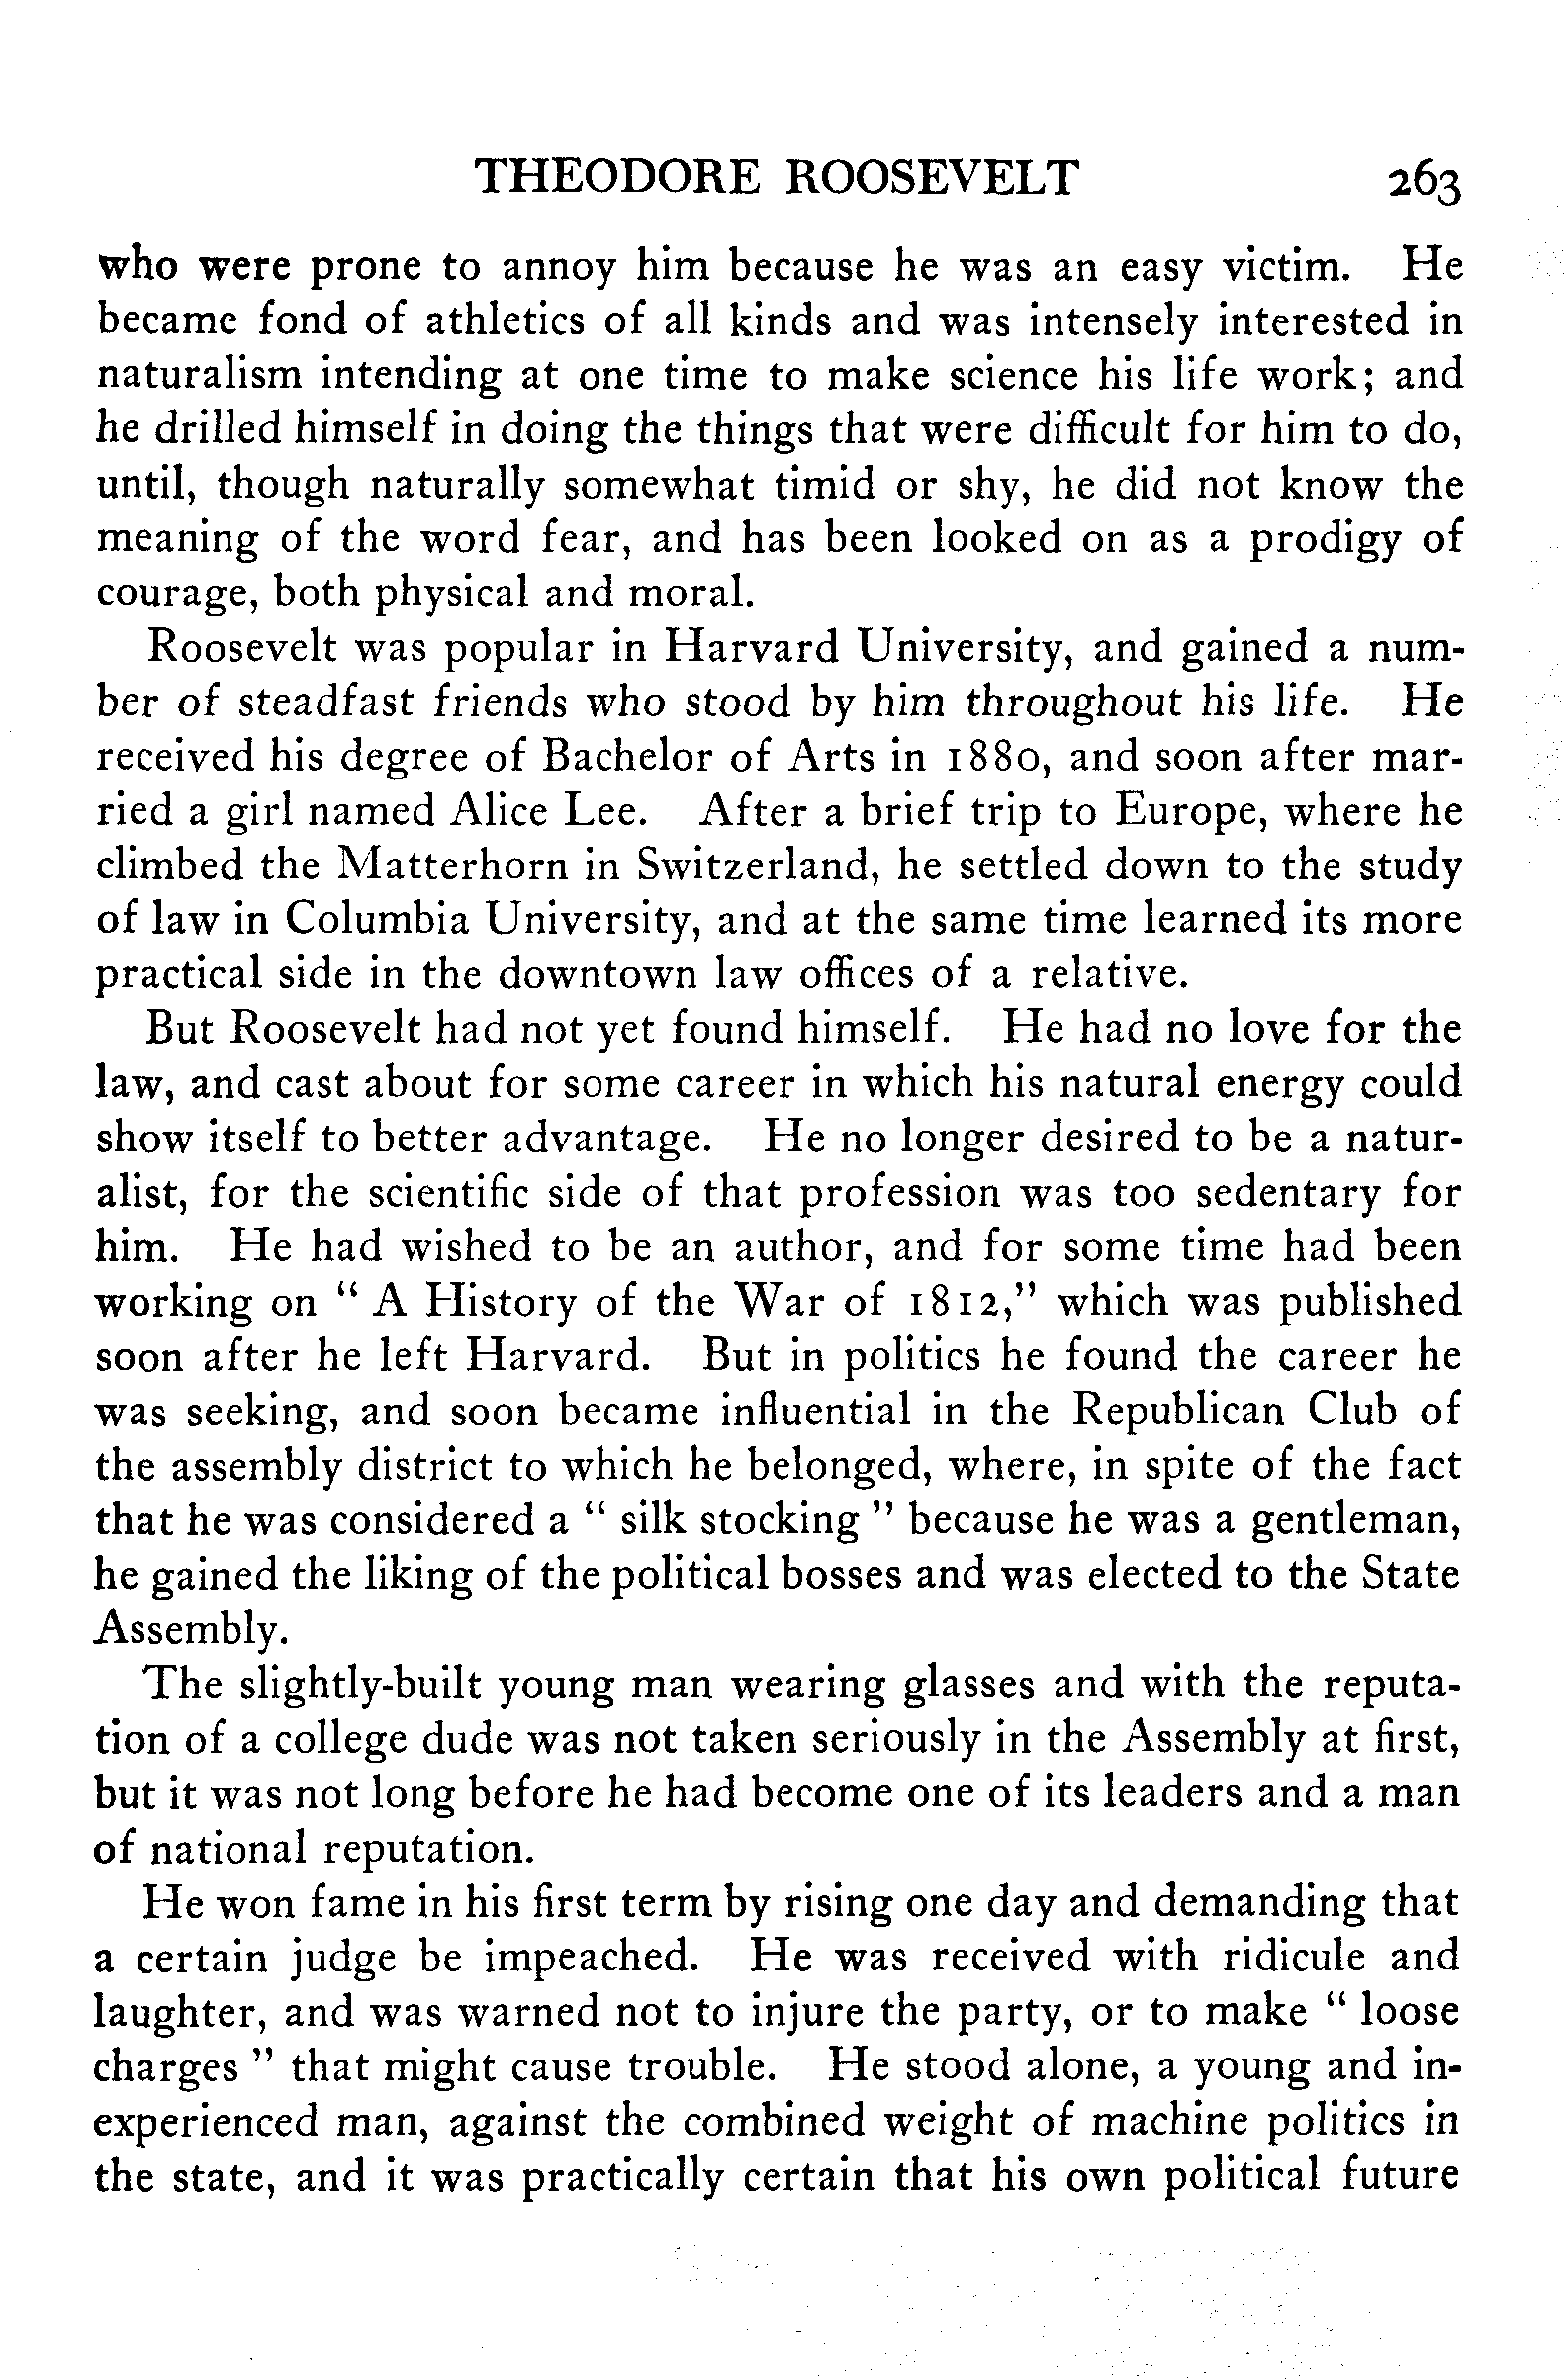 THEODORE ROOSEVELT 263
who were prone to annoy him because he was an easy victim. He
became fond of athletics of all kinds and was intensely interested in
naturalism intending at one time to make science his life work; and
he drilled himself in doing the things that were difficult for him to do,
until, though naturally somewhat timid or shy, he did not know the
meaning of the word fear, and has been looked on as a prodigy of
courage, both physical and moral.
Roosevelt was popular in Harvard University, and gained a num-
ber of steadfast friends who stood by him throughout his life. He
received his degree of Bachelor of Arts in 1880, and soon after mar-
ried a girl named Alice Lee. After a brief trip to Europe, where he
climbed the Matterhorn in Switzerland, he settled down to the study
of law in Columbia University, and at the same time learned its more
practical side in the downtown law offices of a relative.
But Roosevelt had not yet found himself. He had no love for the
law, and cast about for some career in which his natural energy could
show itself to better advantage. He no longer desired to be a natur-
alist, for the scientific side of that profession was too sedentary for
him. He had wished to be an author, and for some time had been
working on " A History of the War of 1812," which was published
soon after he left Harvard. But in politics he found the career he
was seeking, and soon became influential in the Republican Club of
the assembly district to which he belonged, where, in spite of the fact
that he was considered a " silk stocking " because he was a gentleman,
he gained the liking of the political bosses and was elected to the State
Assembly.
The slightly-built young man wearing glasses and with the reputa-
tion of a college dude was not taken seriously in the Assembly at first,
but it was not long before he had become one of its leaders and a man
of national reputation.
He won fame in his first term by rising one day and demanding that
a certain judge be impeached. He was received with ridicule and
laughter, and was warned not to injure the party, or to make " loose
charges " that might cause trouble. He stood alone, a young and in-
experienced man, against the combined weight of machine politics in
the state, and it was practically certain that his own political future